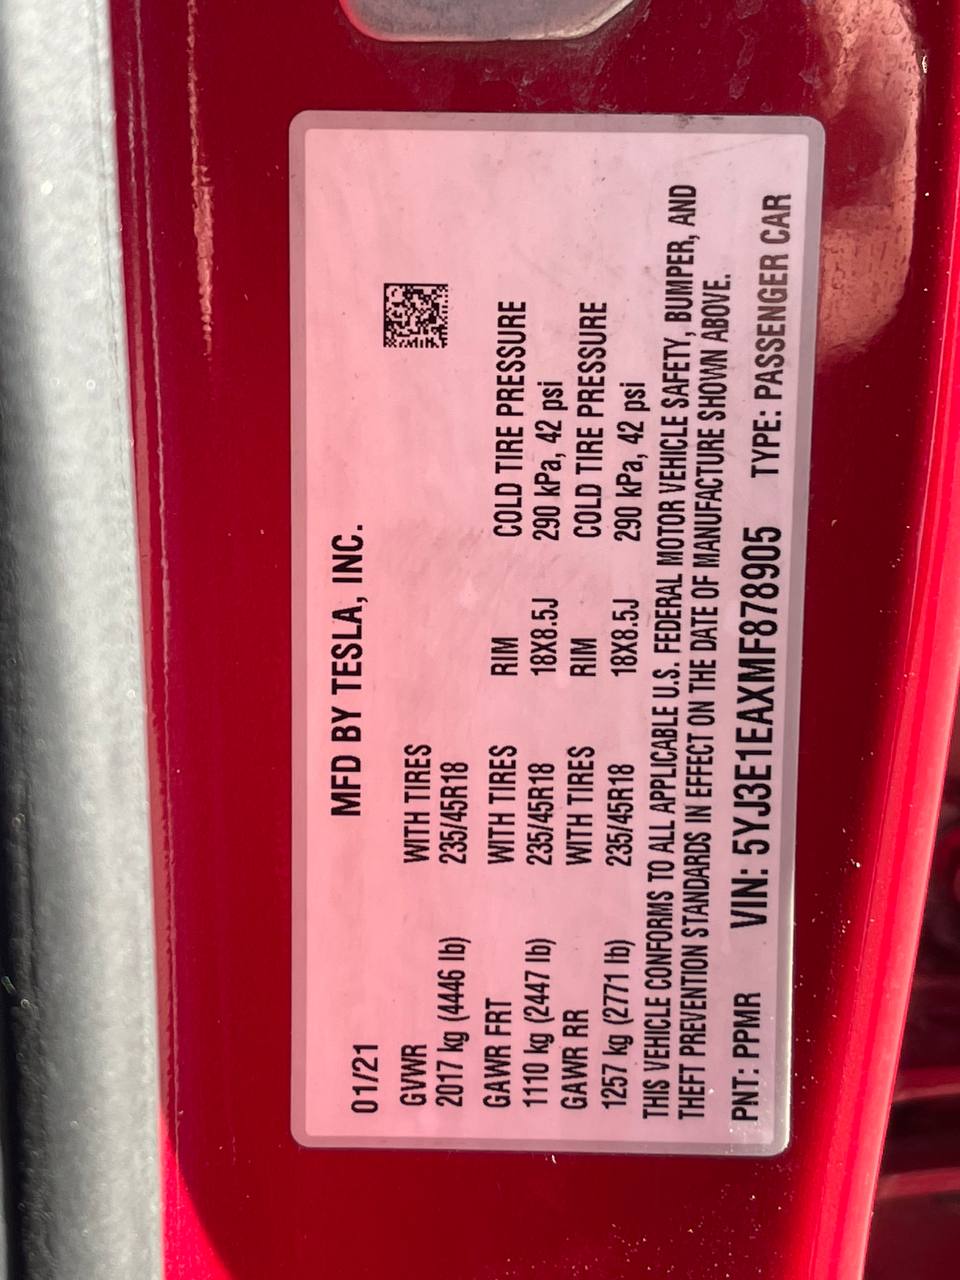 MFD BY TESLA, INC.
01/21
GVWR WITH TIRES
2017 kg (4446 lb) 235/45R18
GAWR FRT WITH TIRES RIM COLD TIRE PRESSURE
1110 kg (2447 lb) 235/45R18 18X8.5J 290 kPa, 42 psi
GAWR RR WITH TIRES RIM COLD TIRE PRESSURE
1257 kg (2771 lb) 235/45R18 18X8.5J 290 kPa, 42 psi
THIS VEHICLE CONFORMS TO ALL APPLICABLE U.S. FEDERAL MOTOR VEHICLE SAFETY, BUMPER, AND
THEFT PREVENTION STANDARDS IN EFFECT ON THE DATE OF MANUFACTURE SHOWN ABOVE.
PNT: PPMR VIN: 5YJ3E1EAXMF878905 TYPE: PASSENGER CAR